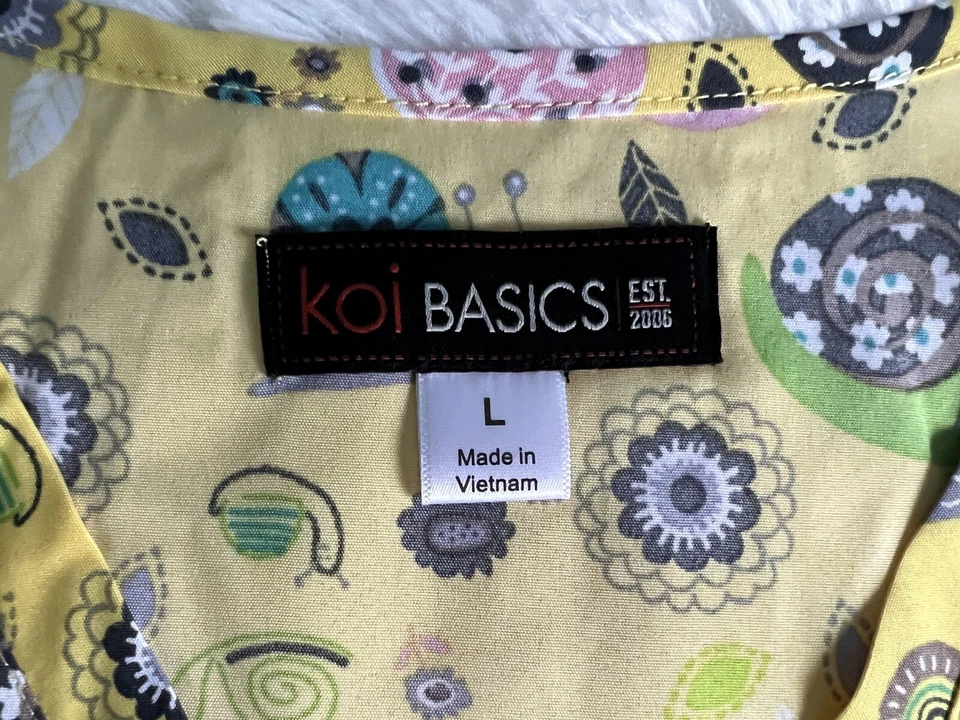 koi BASICS EST. 2006
L
Made in
Vietnam